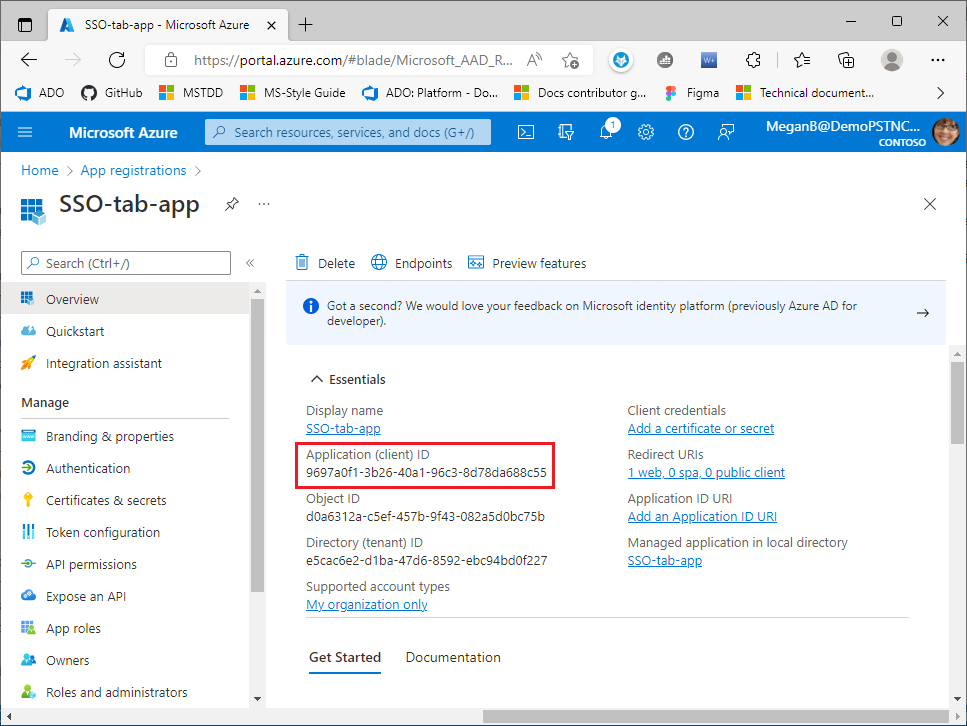 SSO-tab-app - Microsoft Azure
https://portal.azure.com/#blade/Microsoft_AAD_R...
ADO
GitHub
MSTDD
MS-Style Guide
ADO: Platform - Do...
Docs contributor g...
Figma
Technical document...
Microsoft Azure
Search resources, services, and docs (G+/)
1
MeganB@DemoPSTNC...
CONTOSO
Home > App registrations >
SSO-tab-app
Search (Ctrl+/)
Overview
Quickstart
Integration assistant
Manage
Branding & properties
Authentication
Certificates & secrets
Token configuration
API permissions
Expose an API
App roles
Owners
Roles and administrators
Delete
Endpoints
Preview features
Got a second? We would love your feedback on Microsoft identity platform (previously Azure AD for
developer).
Essentials
Display name
SSO-tab-app
Application (client) ID
9697a0f1-3b26-40a1-96c3-8d78da688c55
Object ID
d0a6312a-c5ef-457b-9f43-082a5d0bc75b
Directory (tenant) ID
e5cac6e2-d1ba-47d6-8592-ebc94bd0f227
Supported account types
My organization only
Client credentials
Add a certificate or secret
Redirect URIs
1 web, 0 spa, 0 public client
Application ID URI
Add an Application ID URI
Managed application in local directory
SSO-tab-app
Get Started
Documentation